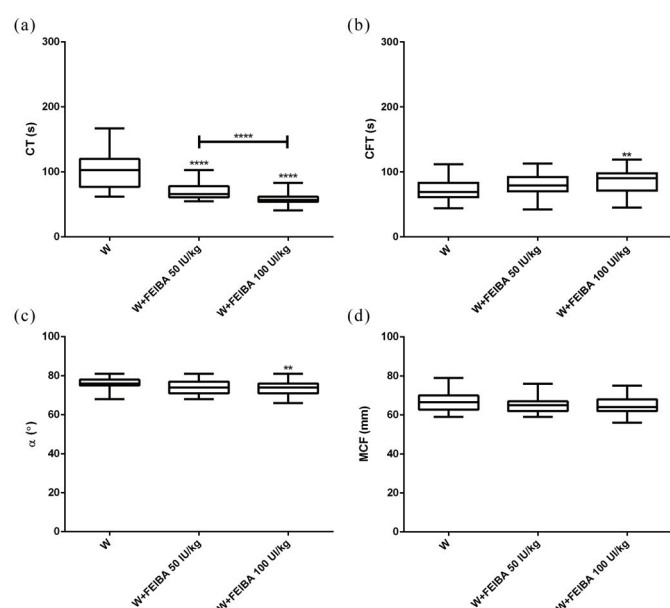 (a)
300
200
100
0
CT (s)
****
****
****
W
W+FEIBA 50 IU/kg
W+FEIBA 100 UI/kg
(b)
300
200
100
0
CFT (s)
**
W
W+FEIBA 50 IU/kg
W+FEIBA 100 UI/kg
(c)
100
80
60
40
20
0
α (°)
**
W
W+FEIBA 50 IU/kg
W+FEIBA 100 UI/kg
(d)
100
80
60
40
20
0
MCF (mm)
W
W+FEIBA 50 IU/kg
W+FEIBA 100 UI/kg